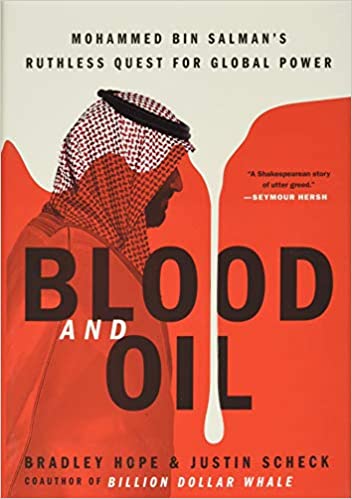 MOHAMMED BIN SALMAN'S
RUTHLESS QUEST FOR GLOBAL POWER
"A Shakespearean story
of utter greed."
—SEYMOUR HERSH
BLOOD
AND
OIL
BRADLEY HOPE & JUSTIN SCHECK
COAUTHOR OF BILLION DOLLAR WHALE